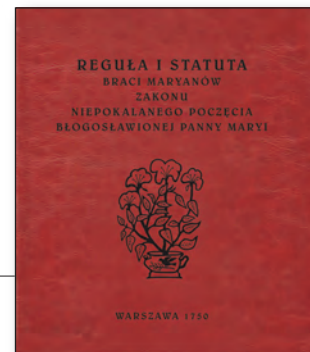 REGUŁA I STATUTA
BRACI MARYANÓW
ZAKONU
NIEPOKALANEGO POCZĘCIA
BŁOGOSŁAWIONEJ PANNY MARYI
WARSZAWA 1750